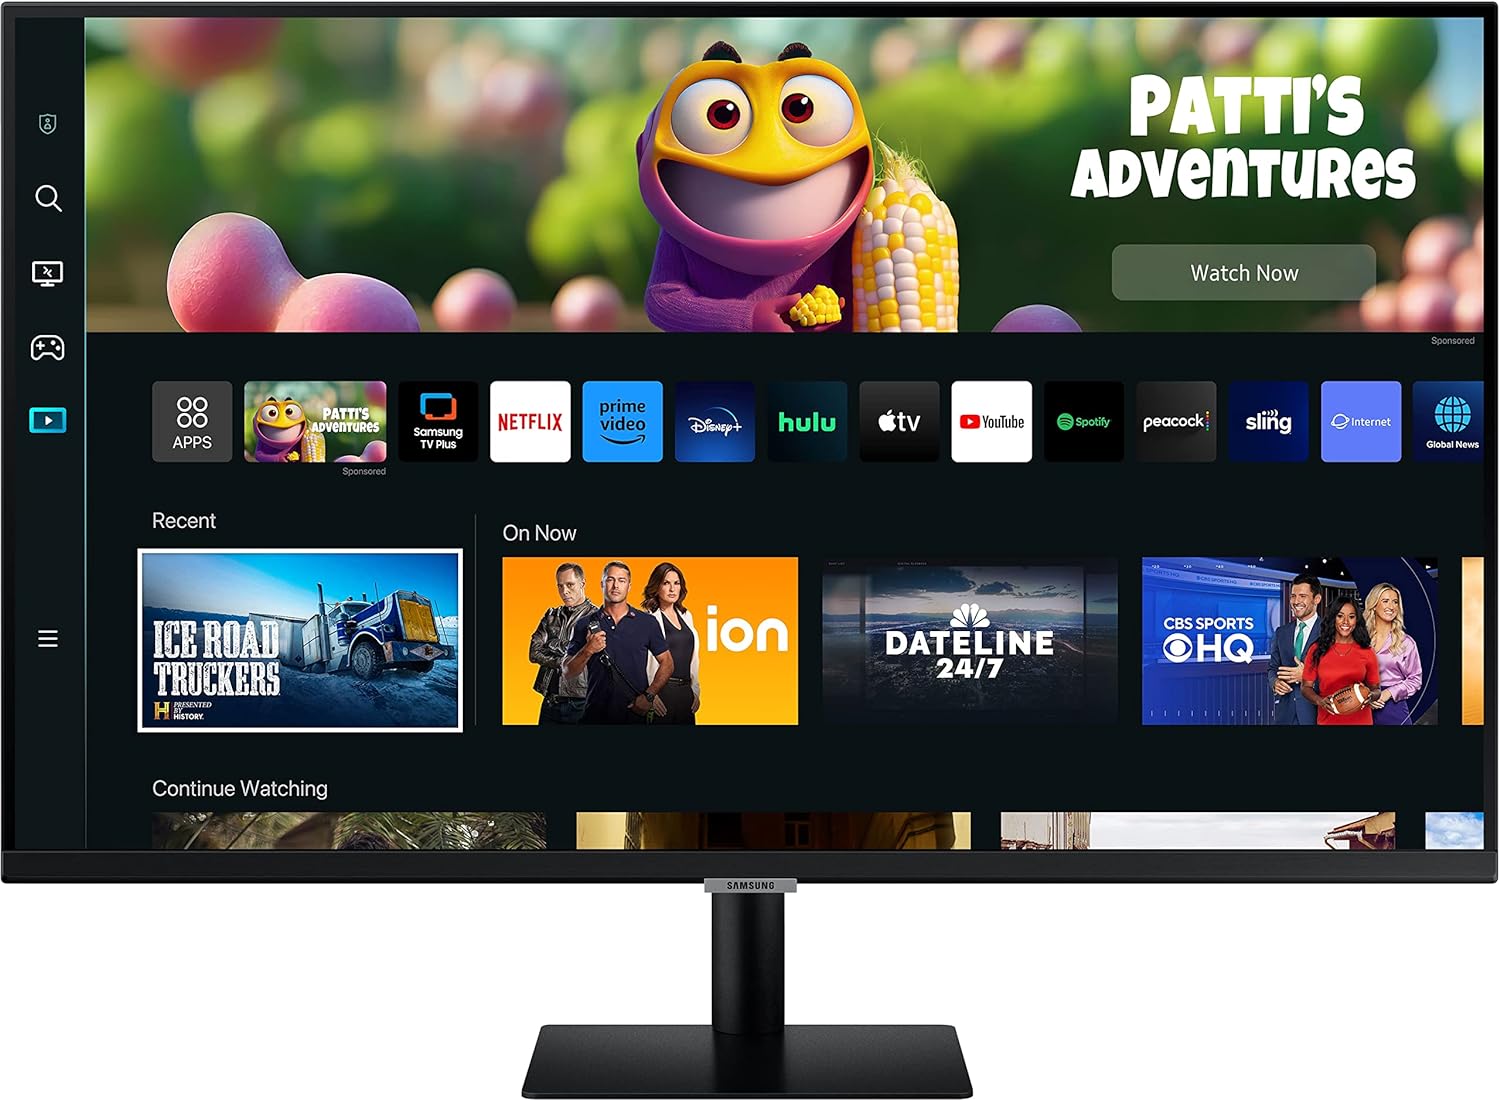 PATTI'S
ADVENTURES
Watch Now
Sponsored
APPS
PATTI'S
ADVENTURES
Sponsored
Samsung
TV Plus
NETFLIX
prime
video
Disney+
hulu
tv
YouTube
Spotify
peacock
sling
Internet
Global News
Recent
ICE ROAD
TRUCKERS
H PRESENTED
BY
HISTORY.
On Now
ion
DATELINE
24/7
CBS SPORTS
HQ
Continue Watching
SAMSUNG